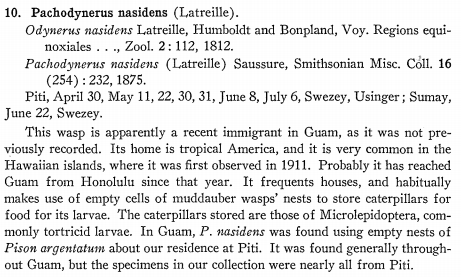 10. Pachodynerus nasidens (Latreille).
Odynerus nasidens Latreille, Humboldt and Bonpland, Voy. Regions equi-
noxiales . . ., Zool. 2: 112, 1812.
Pachodynerus nasidens (Latreille) Saussure, Smithsonian Misc. Coll. 16
(254): 232, 1875.
Piti, April 30, May 11, 22, 30, 31, June 8, July 6, Swezey, Usinger; Sumay,
June 22, Swezey.
This wasp is apparently a recent immigrant in Guam, as it was not pre-
viously recorded. Its home is tropical America, and it is very common in the
Hawaiian islands, where it was first observed in 1911. Probably it has reached
Guam from Honolulu since that year. It frequents houses, and habitually
makes use of empty cells of muddauber wasps' nests to store caterpillars for
food for its larvae. The caterpillars stored are those of Microlepidoptera, com-
monly tortricid larvae. In Guam, P. nasidens was found using empty nests of
Pison argentatum about our residence at Piti. It was found generally through-
out Guam, but the specimens in our collection were nearly all from Piti.